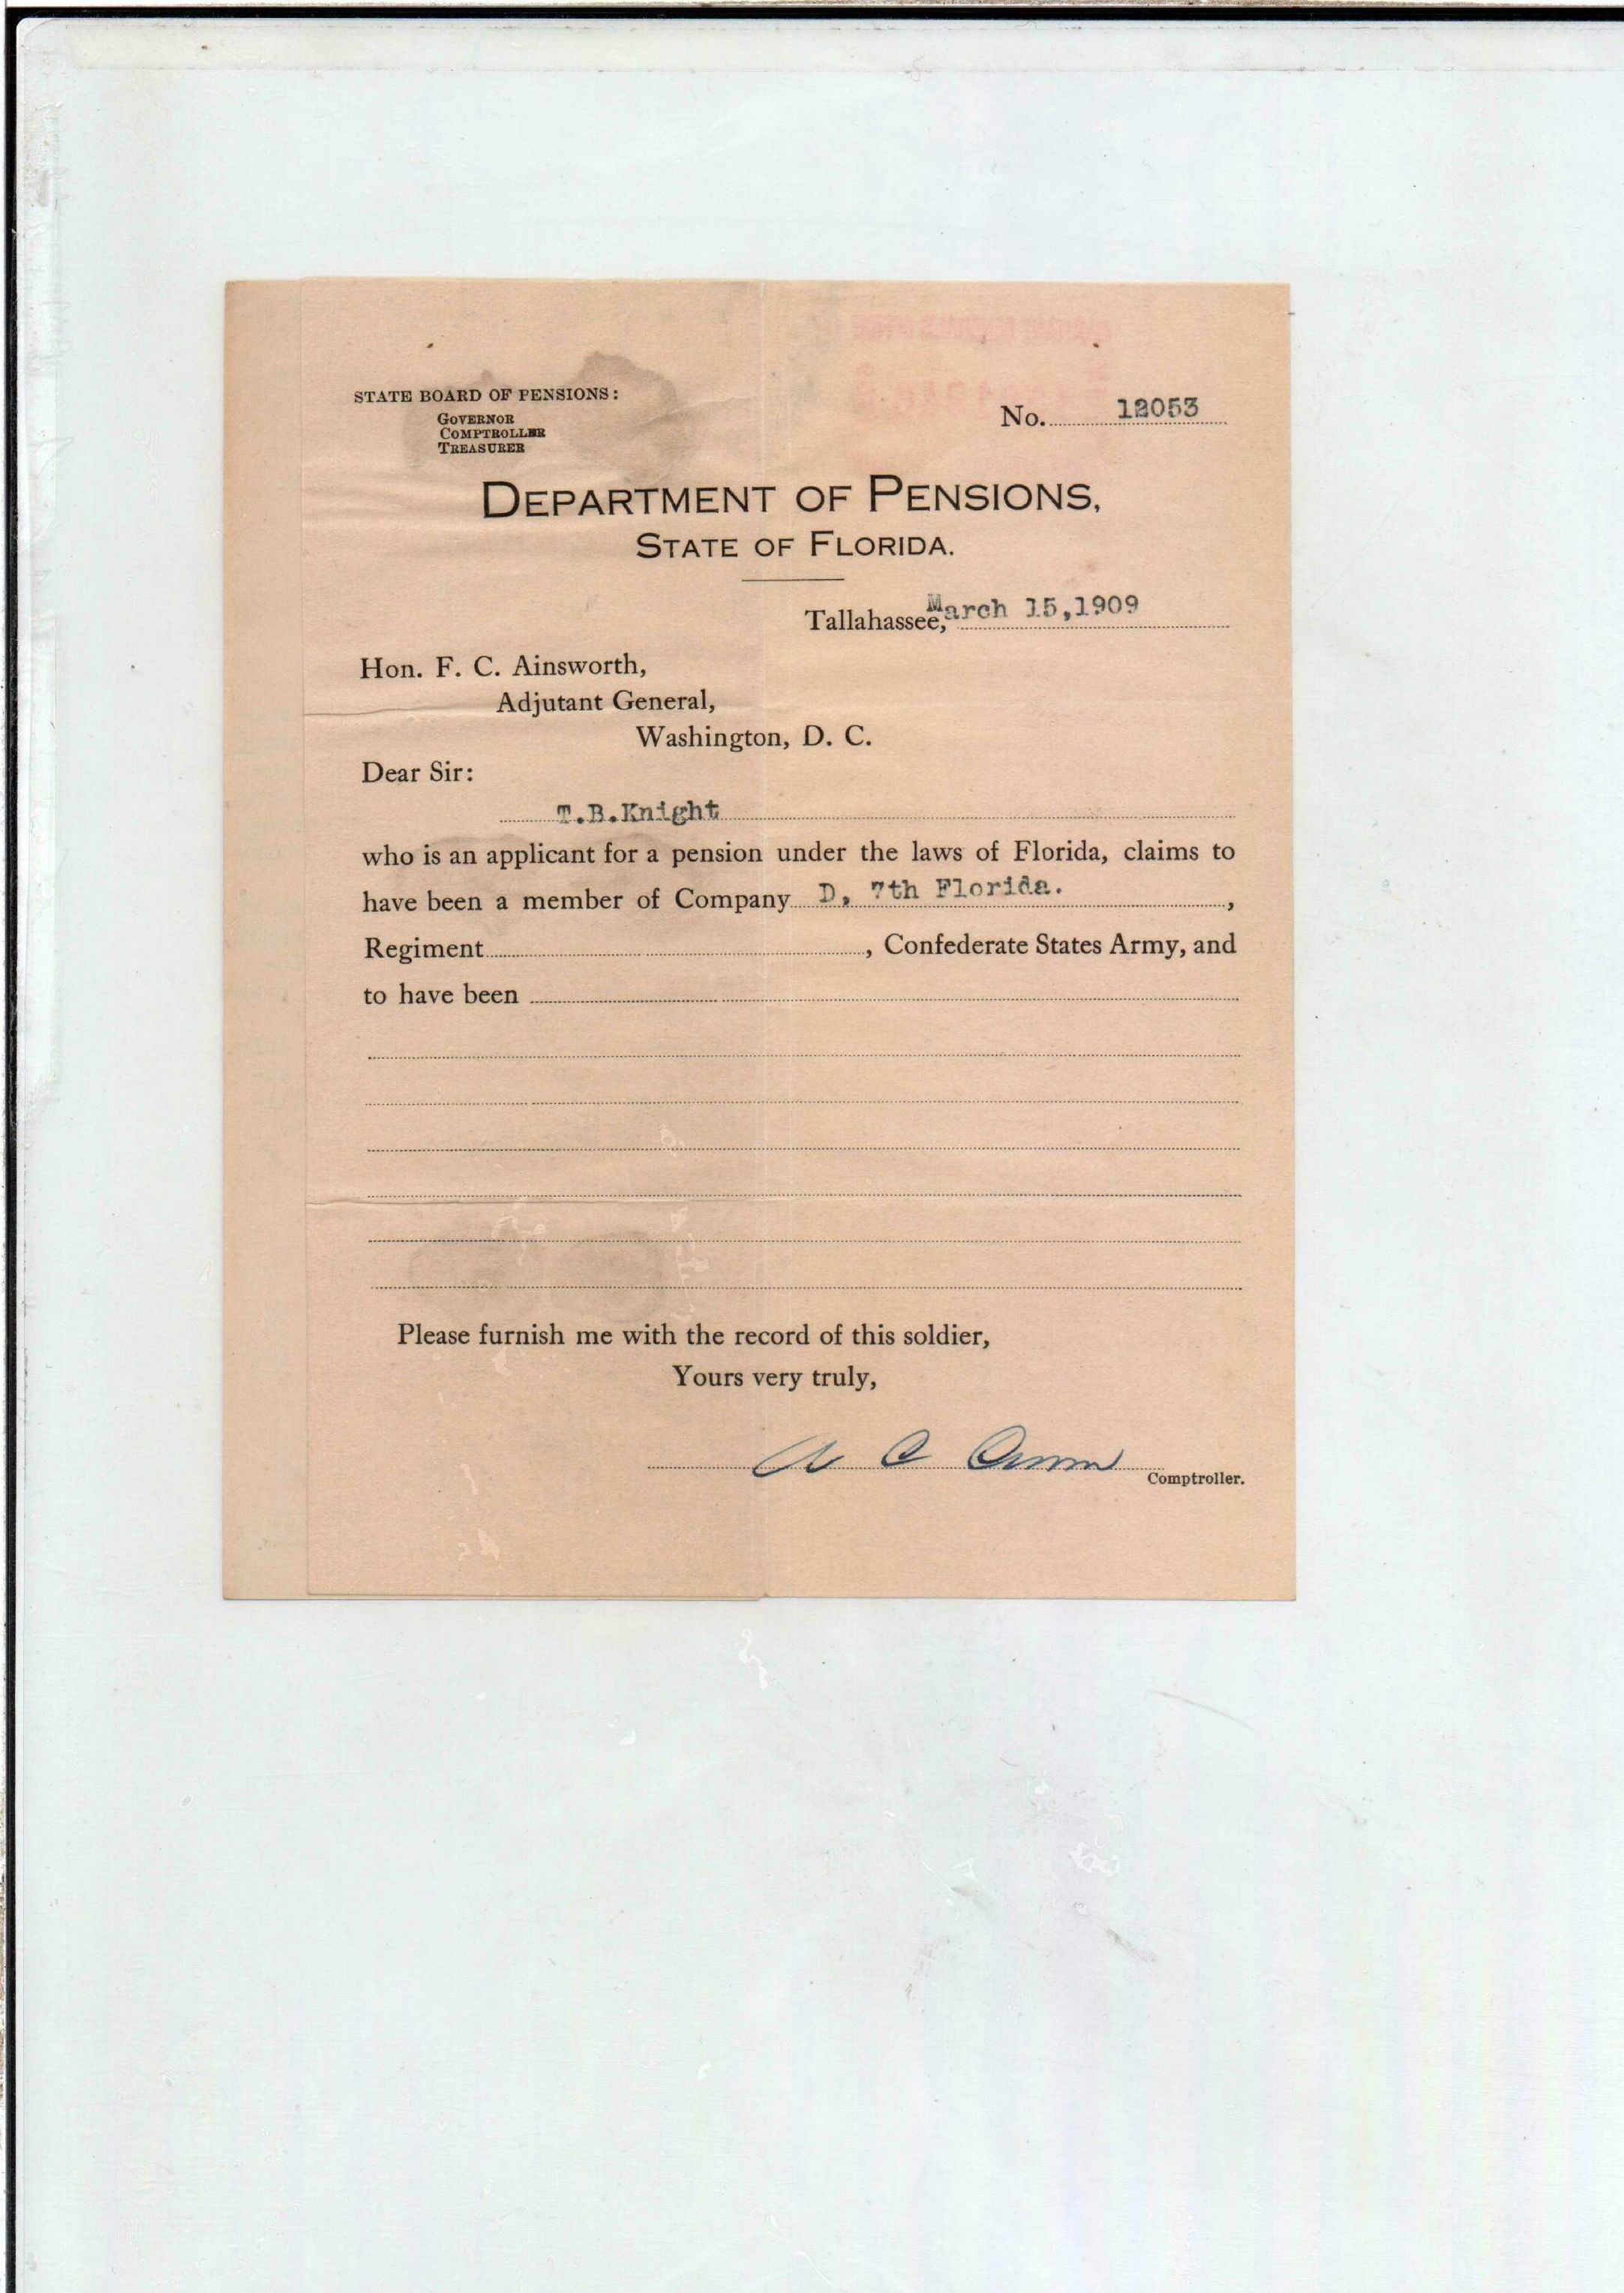 STATE BOARD OF PENSIONS:
GOVERNOR
COMPTROLLER
TREASURER
No. 12053
DEPARTMENT OF PENSIONS,
STATE OF FLORIDA.
Tallahassee, March 15,1909
Hon. F. C. Ainsworth,
Adjutant General,
Washington, D. C.
Dear Sir:
T.B.Knight
who is an applicant for a pension under the laws of Florida, claims to
have been a member of Company D, 7th Florida. ,
Regiment , Confederate States Army, and
to have been
Please furnish me with the record of this soldier,
Yours very truly,
A C Croom
Comptroller.